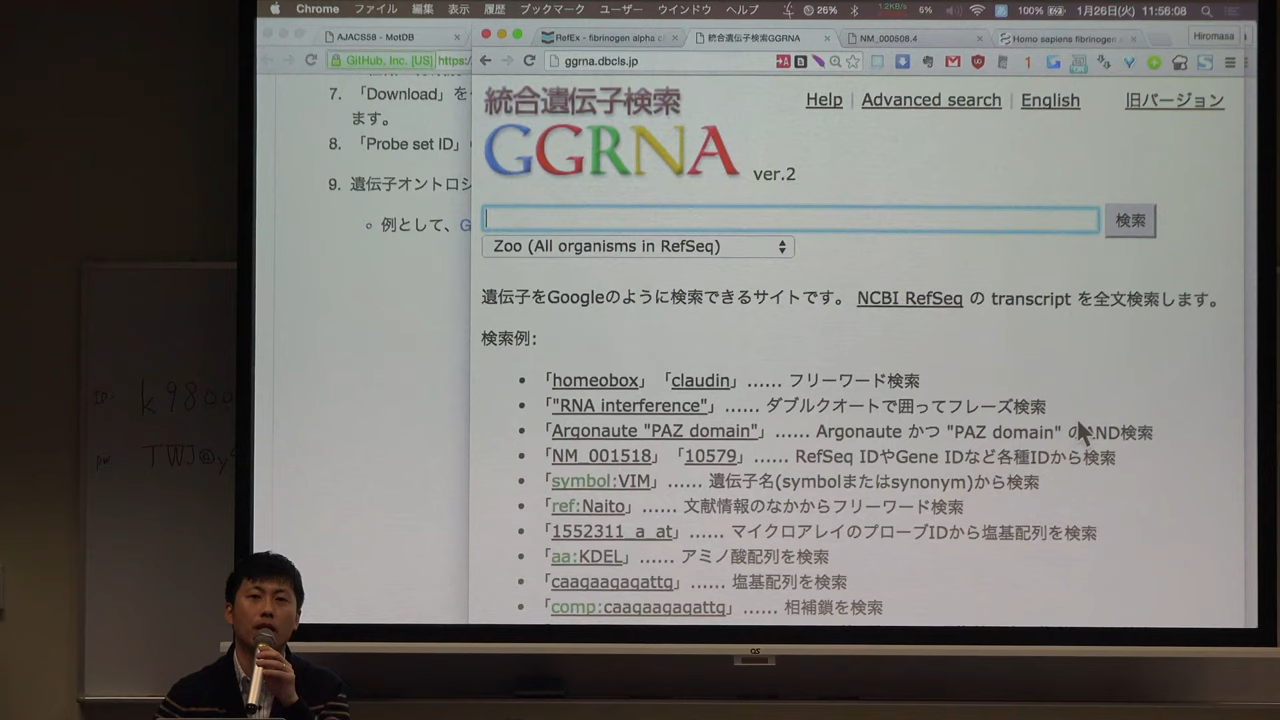 Chrome ファイル 編集 表示 履歴 ブックマーク ユーザー ウインドウ ヘルプ 26% 1.2KB/s 6% 100% 1月26日(火) 11:56:08
AJACS58 - MotDB
RefEx - fibrinogen alpha c
統合遺伝子検索GGRNA
NM_000508.4
Homo sapiens fibrinogen
Hiromasa
GitHub, Inc. [US] https:
ggrna.dbcls.jp
7. 「Download」を
ます。
8. 「Probe set ID」
9. 遺伝子オントロジ
例として、G
統合遺伝子検索
GGRNA ver.2
Help | Advanced search | English 旧バージョン
検索
Zoo (All organisms in RefSeq)
遺伝子をGoogleのように検索できるサイトです。 NCBI RefSeq の transcript を全文検索します。
検索例:
• 「homeobox」 「claudin」 ...... フリーワード検索
• 「"RNA interference"」 ...... ダブルクオートで囲ってフレーズ検索
• 「Argonaute "PAZ domain"」 ...... Argonaute かつ "PAZ domain" のAND検索
• 「NM_001518」 「10579」 ...... RefSeq IDやGene IDなど各種IDから検索
• 「symbol:VIM」 ...... 遺伝子名(symbolまたはsynonym)から検索
• 「ref:Naito」 ...... 文献情報のなかからフリーワード検索
• 「1552311_a_at」 ...... マイクロアレイのプローブIDから塩基配列を検索
• 「aa:KDEL」 ...... アミノ酸配列を検索
• 「caagaagagattg」 ...... 塩基配列を検索
• 「comp:caagaagagattg」 ...... 相補鎖を検索
ID: k9800
pw: TWJ@y